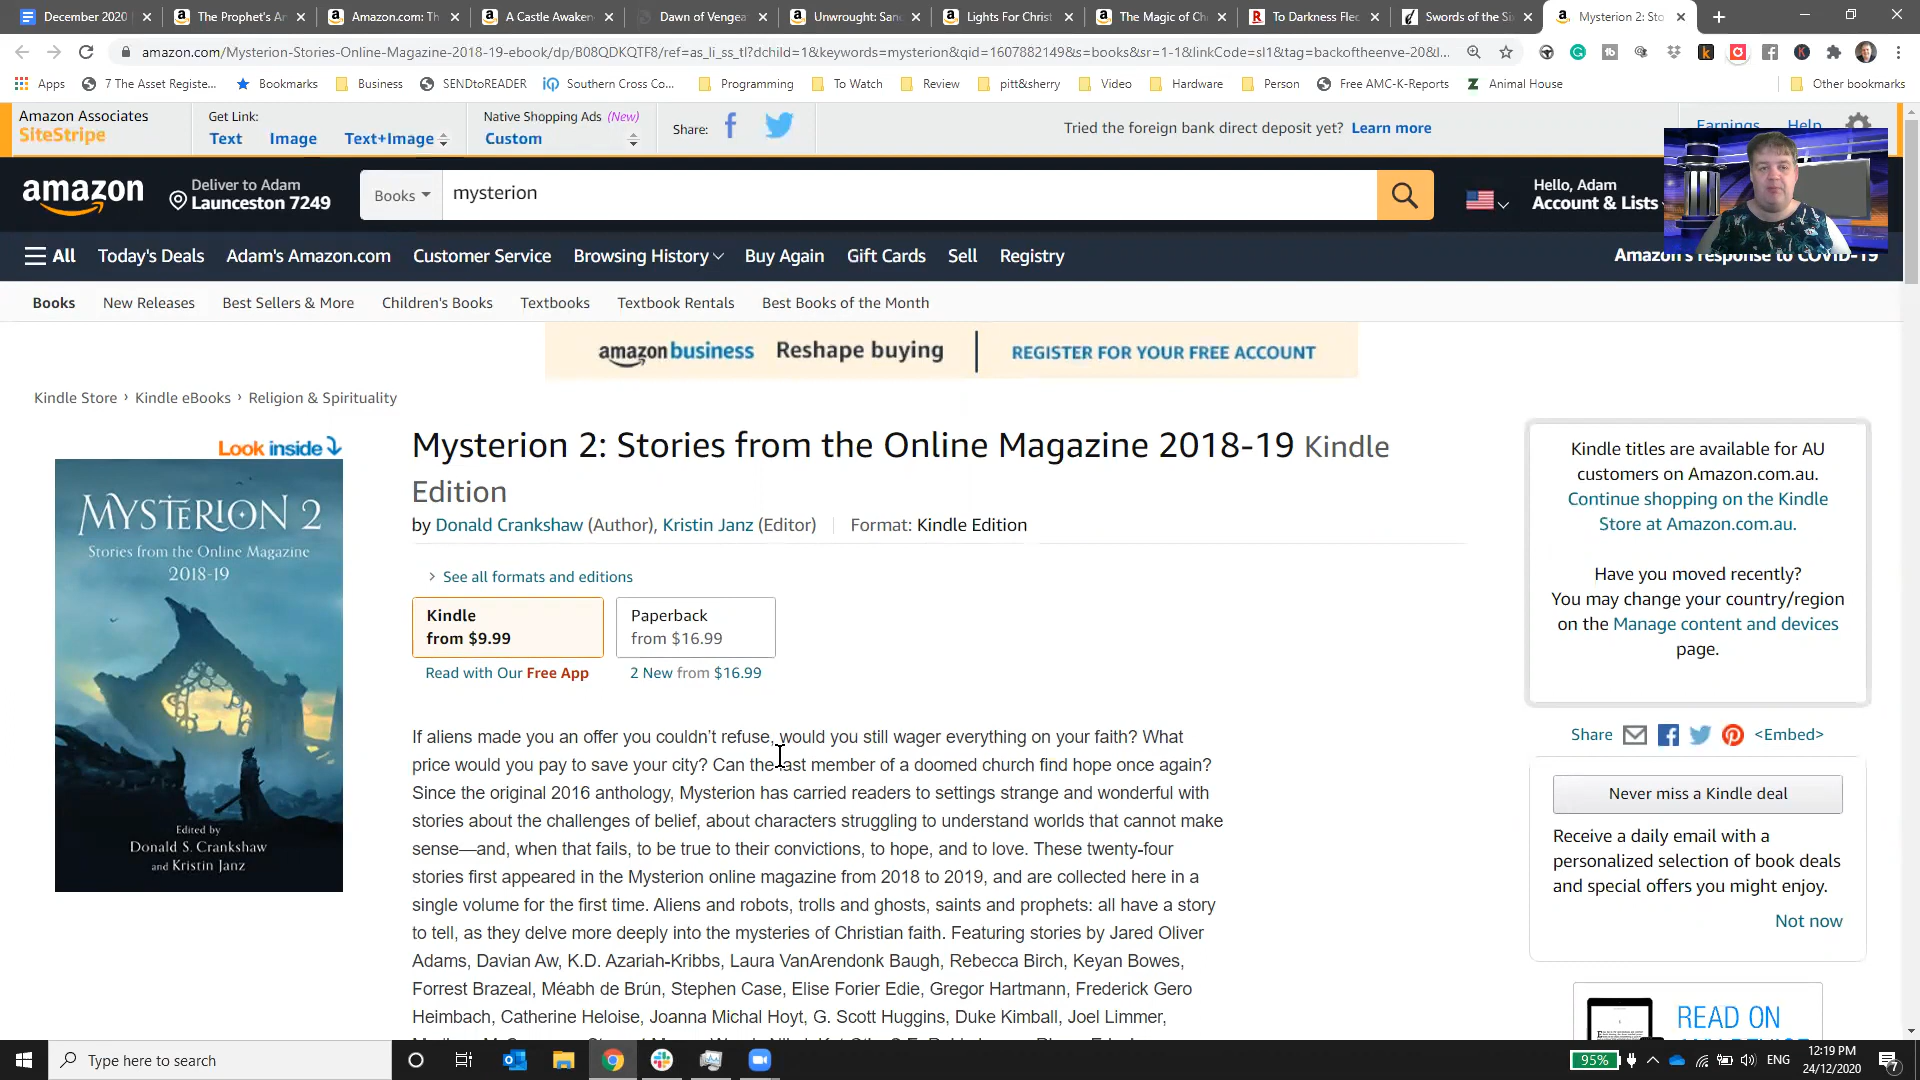 December 2020
The Prophet's An
Amazon.com: Th
A Castle Awaken
Dawn of Vengea
Unwrought: San
Lights For Christ
The Magic of Ch
To Darkness Fled
Swords of the Si
Mysterion 2: Sto
amazon.com/Mysterion-Stories-Online-Magazine-2018-19-ebook/dp/B08QDKQTF8/ref=as_li_ss_tl?dchild=1&keywords=mysterion&qid=1607882149&s=books&sr=1-1&linkCode=sl1&tag=backoftheenve-20&l...
Apps 7 The Asset Registe... Bookmarks Business SENDtoREADER Southern Cross Co... Programming To Watch Review pitt&sherry Video Hardware Person Free AMC-K-Reports Animal House Other bookmarks
Amazon Associates
SiteStripe
Get Link:
Text Image Text+Image
Native Shopping Ads (New)
Custom
Share:
Tried the foreign bank direct deposit yet? Learn more
Earnings Help
amazon
Deliver to Adam
Launceston 7249
Books
mysterion
Hello, Adam
Account & Lists
All Today's Deals Adam's Amazon.com Customer Service Browsing History Buy Again Gift Cards Sell Registry
Amazon's response to COVID-19
Books New Releases Best Sellers & More Children's Books Textbooks Textbook Rentals Best Books of the Month
amazon business Reshape buying REGISTER FOR YOUR FREE ACCOUNT
Kindle Store › Kindle eBooks › Religion & Spirituality
Look inside
MYSTERION 2
Stories from the Online Magazine
2018-19
Edited by
Donald S. Crankshaw
and Kristin Janz
Mysterion 2: Stories from the Online Magazine 2018-19 Kindle
Edition
by Donald Crankshaw (Author), Kristin Janz (Editor) Format: Kindle Edition
See all formats and editions
Kindle
from $9.99
Read with Our Free App
Paperback
from $16.99
2 New from $16.99
If aliens made you an offer you couldn’t refuse, would you still wager everything on your faith? What
price would you pay to save your city? Can the last member of a doomed church find hope once again?
Since the original 2016 anthology, Mysterion has carried readers to settings strange and wonderful with
stories about the challenges of belief, about characters struggling to understand worlds that cannot make
sense—and, when that fails, to be true to their convictions, to hope, and to love. These twenty-four
stories first appeared in the Mysterion online magazine from 2018 to 2019, and are collected here in a
single volume for the first time. Aliens and robots, trolls and ghosts, saints and prophets: all have a story
to tell, as they delve more deeply into the mysteries of Christian faith. Featuring stories by Jared Oliver
Adams, Davian Aw, K.D. Azariah-Kribbs, Laura VanArendonk Baugh, Rebecca Birch, Keyan Bowes,
Forrest Brazeal, Méabh de Brún, Stephen Case, Elise Forier Edie, Gregor Hartmann, Frederick Gero
Heimbach, Catherine Heloise, Joanna Michal Hoyt, G. Scott Huggins, Duke Kimball, Joel Limmer,
Kindle titles are available for AU
customers on Amazon.com.au.
Continue shopping on the Kindle
Store at Amazon.com.au.
Have you moved recently?
You may change your country/region
on the Manage content and devices
page.
Share <Embed>
Never miss a Kindle deal
Receive a daily email with a
personalized selection of book deals
and special offers you might enjoy.
Not now
READ ON
Type here to search
95%
ENG
12:19 PM
24/12/2020
7